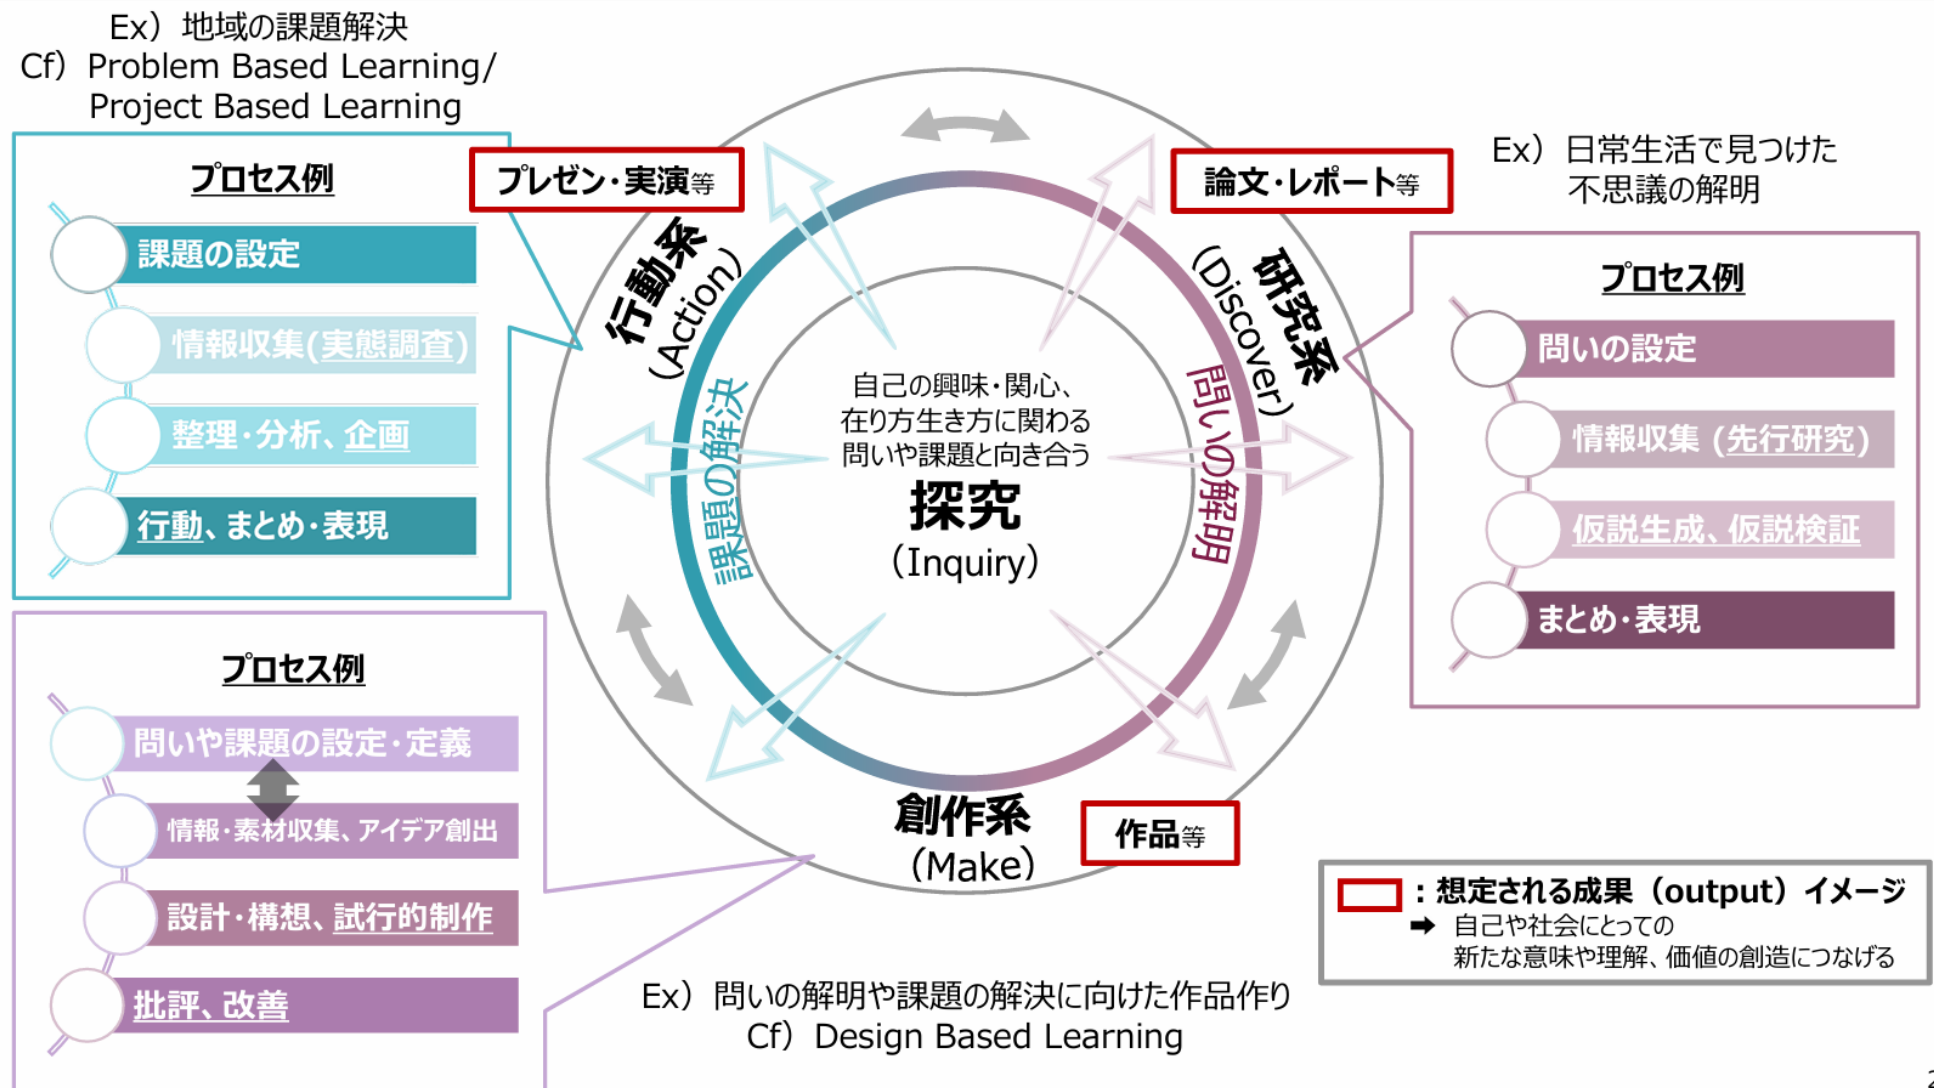 Ex）地域の課題解決
Cf）Problem Based Learning/
Project Based Learning
プロセス例
課題の設定
情報収集(実態調査)
整理・分析、企画
行動、まとめ・表現
プレゼン・実演等
論文・レポート等
Ex）日常生活で見つけた
不思議の解明
プロセス例
問いの設定
情報収集 (先行研究)
仮説生成、仮説検証
まとめ・表現
行動系
（Action）
研究系
（Discover）
課題の解決
問いの解明
自己の興味・関心、
在り方生き方に関わる
問いや課題と向き合う
探究
（Inquiry）
創作系
（Make）
作品等
プロセス例
問いや課題の設定・定義
情報・素材収集、アイデア創出
設計・構想、試行的制作
批評、改善
Ex）問いの解明や課題の解決に向けた作品作り
Cf）Design Based Learning
：想定される成果（output）イメージ
➡ 自己や社会にとっての
新たな意味や理解、価値の創造につなげる